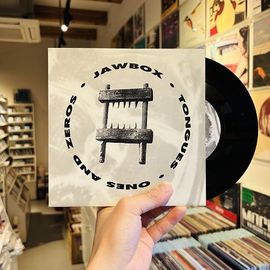 JAWBOX • TONGUES • ONES AND ZEROS •